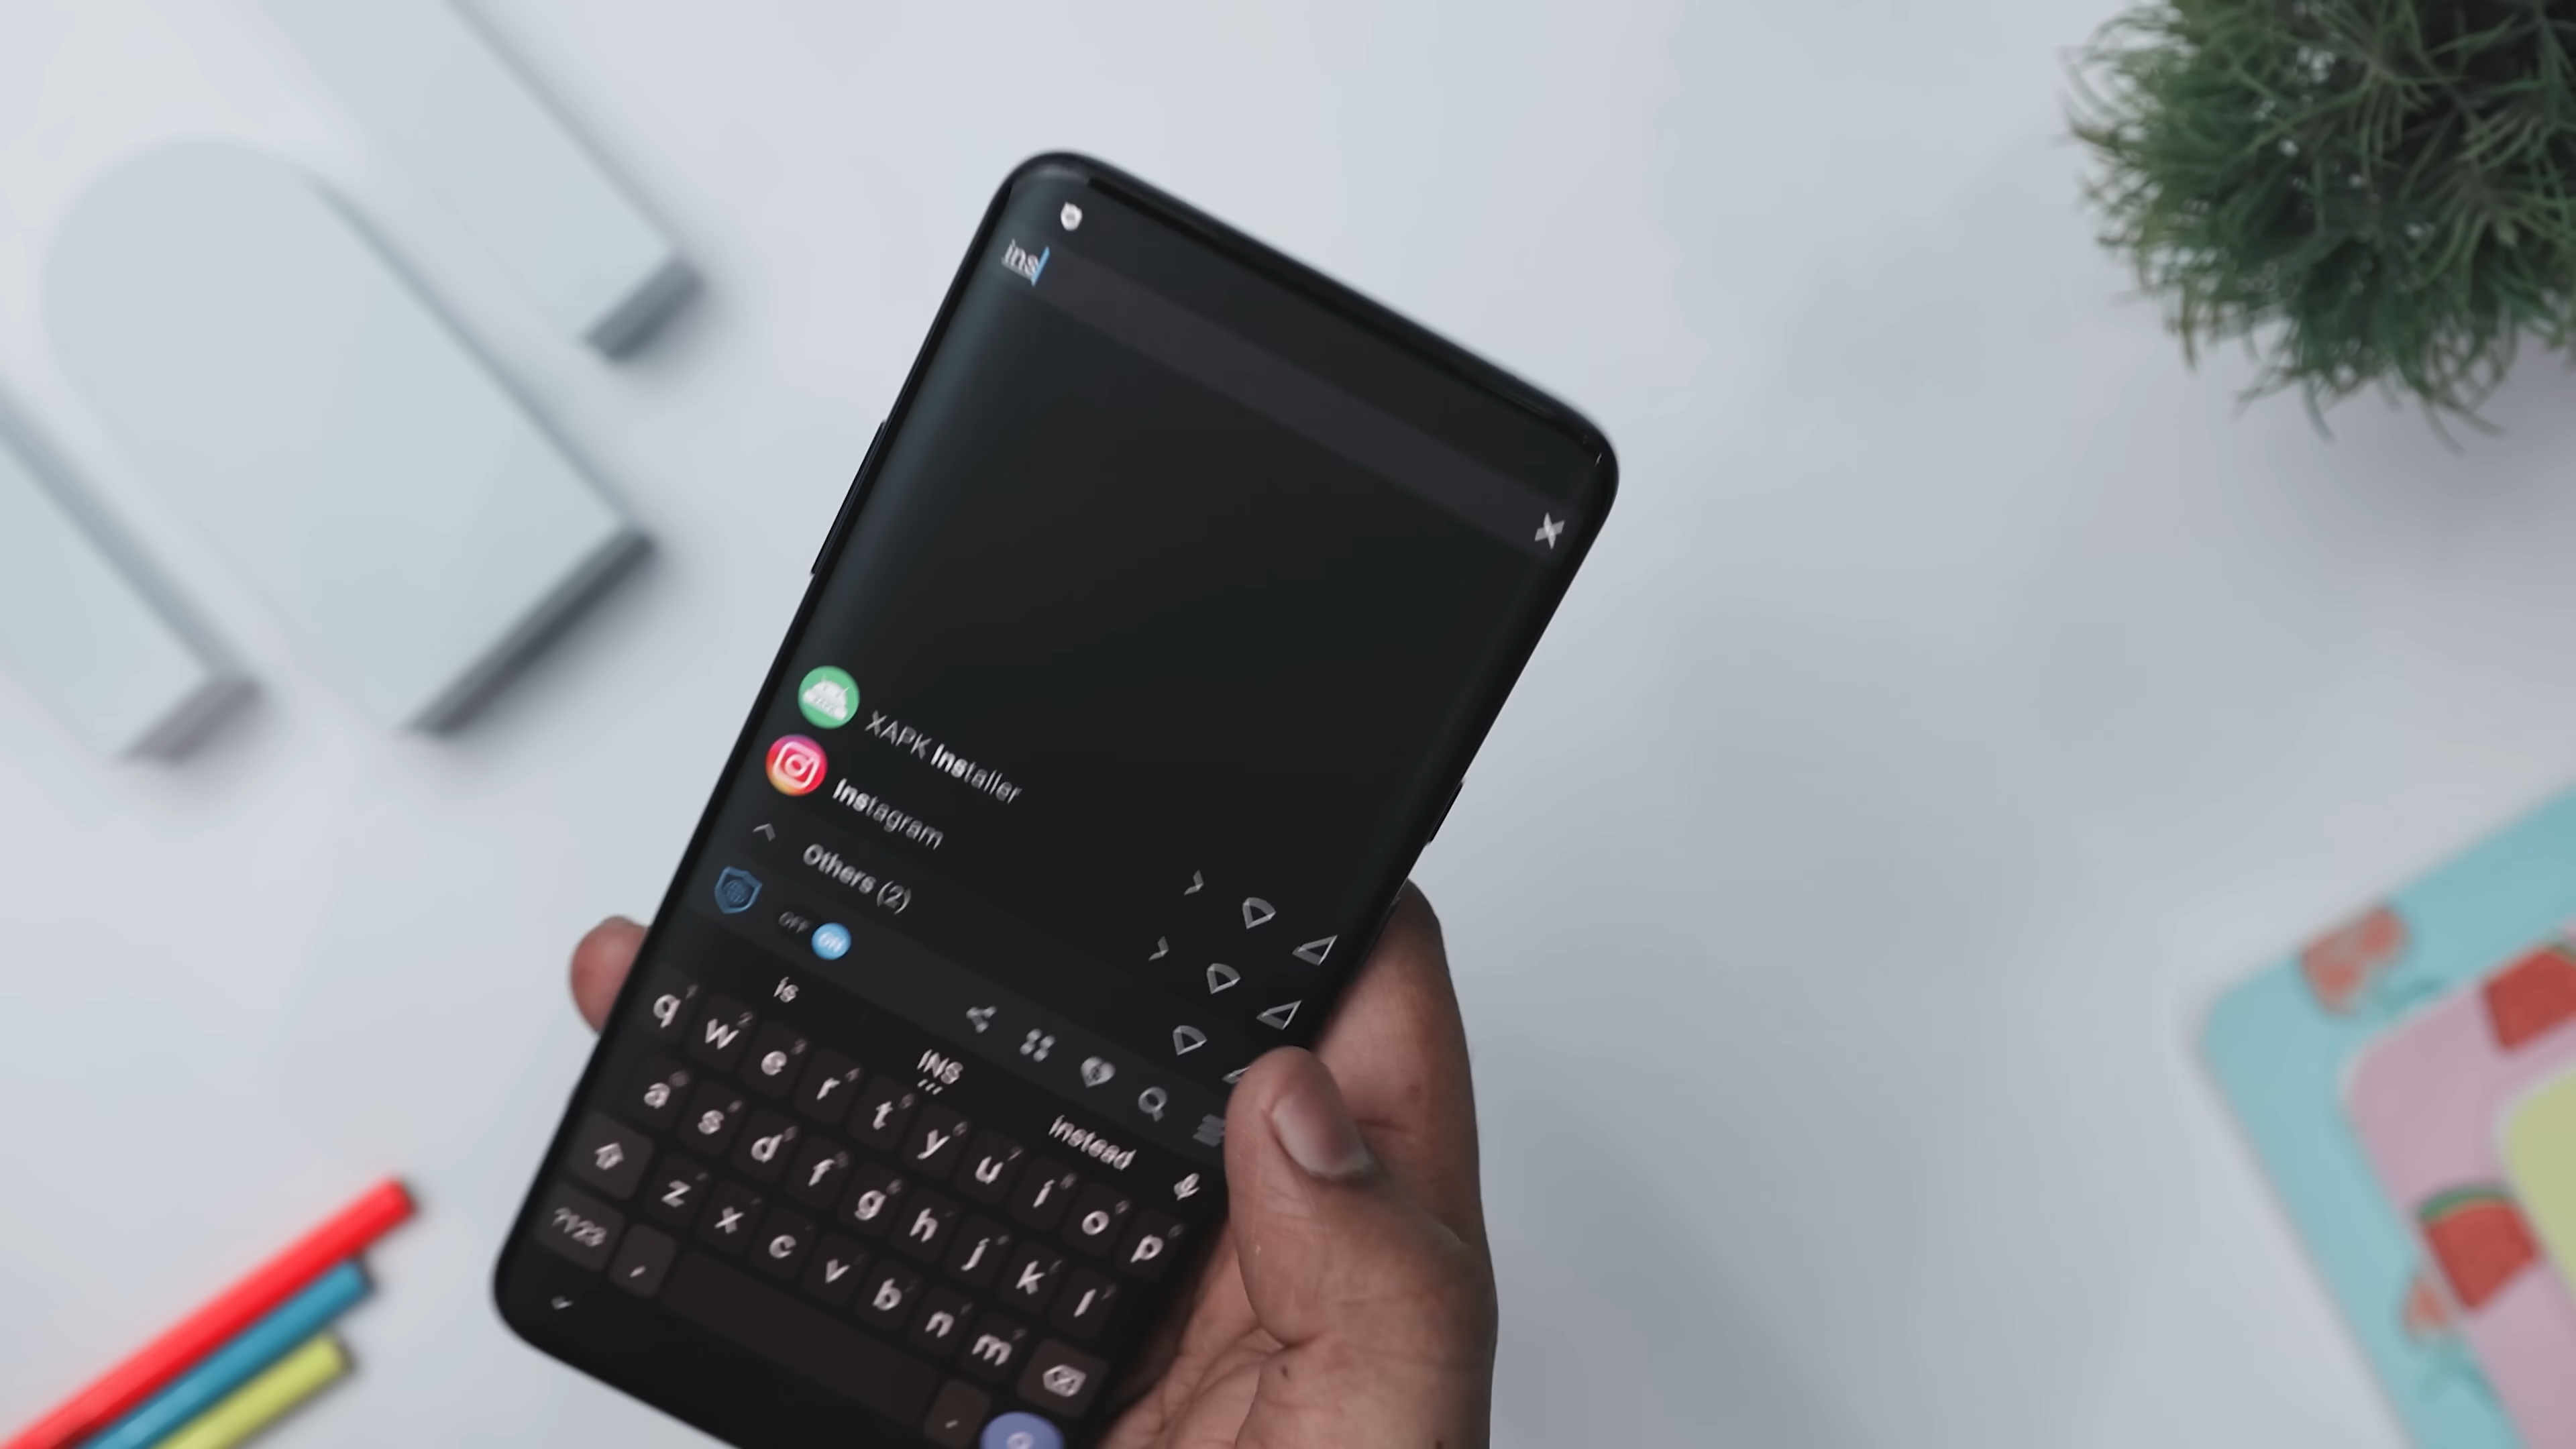 ins
XAPK Installer
Instagram
Others (2)
OFF ON
is INS instead
q w e r t y u i o p
a s d f g h j k l
z x c v b n m
?123 ,